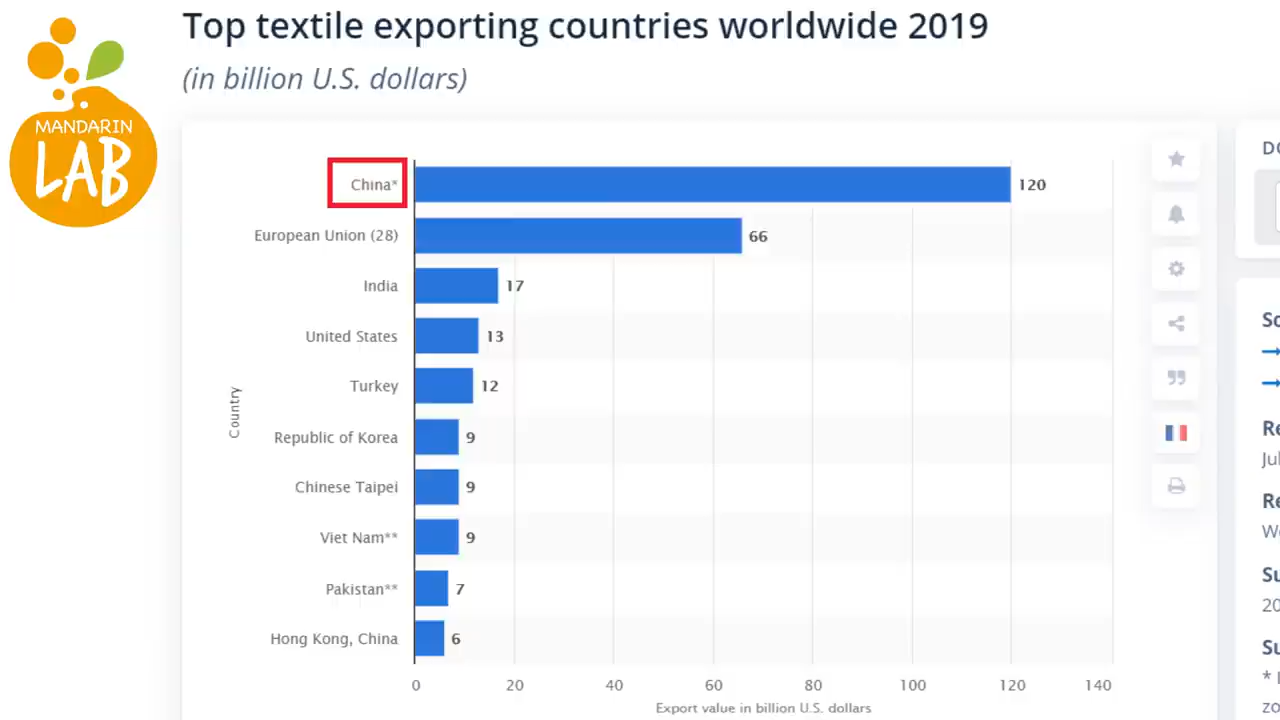 Top textile exporting countries worldwide 2019
(in billion U.S. dollars)
MANDARIN
LAB
China* 120
European Union (28) 66
India 17
United States 13
Turkey 12
Republic of Korea 9
Chinese Taipei 9
Viet Nam** 9
Pakistan** 7
Hong Kong, China 6
Country
0 20 40 60 80 100 120 140
Export value in billion U.S. dollars